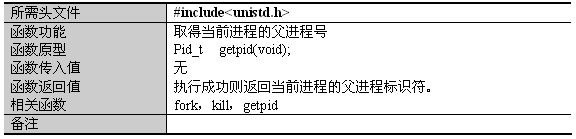 所需头文件 #include<unistd.h>
函数功能 取得当前进程的父进程号
函数原型 Pid_t getpid(void);
函数传入值 无
函数返回值 执行成功则返回当前进程的父进程标识符。
相关函数 fork，kill，getpid
备注